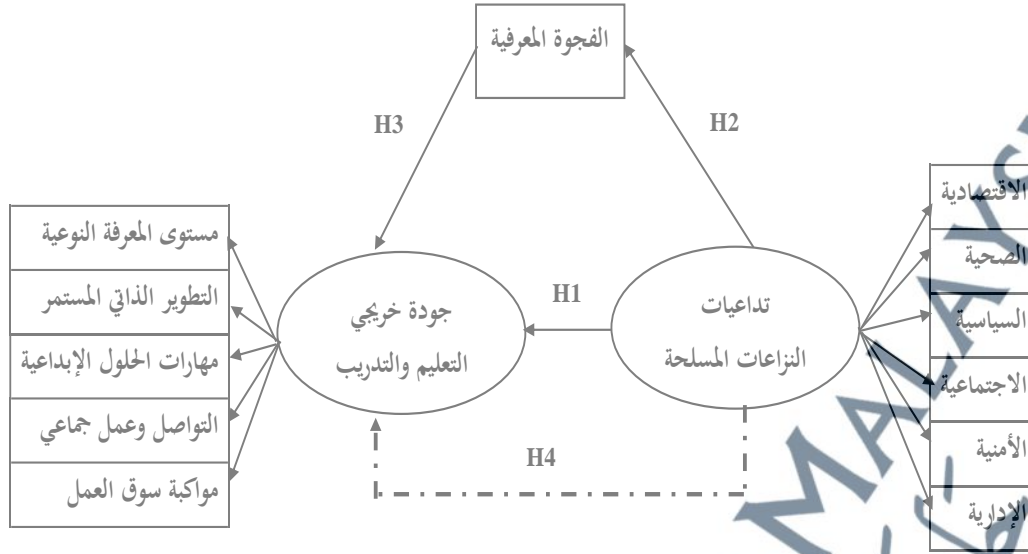 الفجوة المعرفية
H3
H2
الاقتصادية
الصحية
السياسية
الاجتماعية
الأمنية
الإدارية
تداعيات
النزاعات المسلحة
H1
جودة خريجي
التعليم والتدريب
H4
مستوى المعرفة النوعية
التطوير الذاتي المستمر
مهارات الحلول الإبداعية
التواصل وعمل جماعي
مواكبة سوق العمل
MALAYS